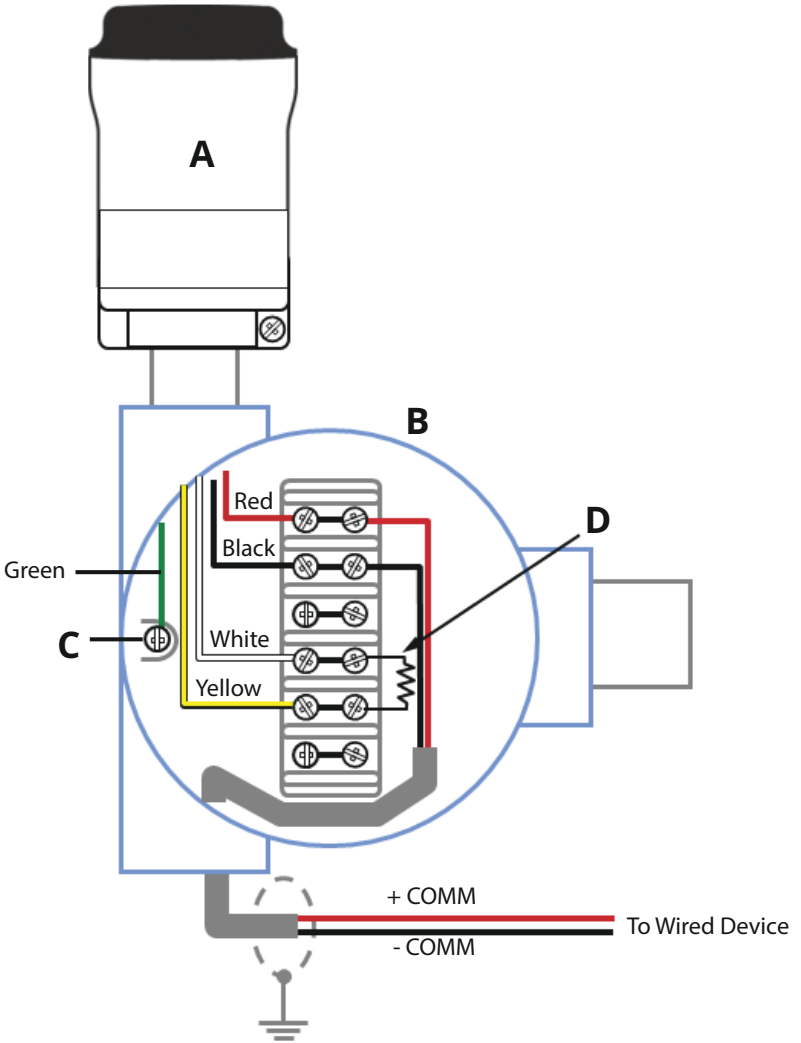 A
B
Red
D
Black
Green
White
C
Yellow
+ COMM
To Wired Device
- COMM